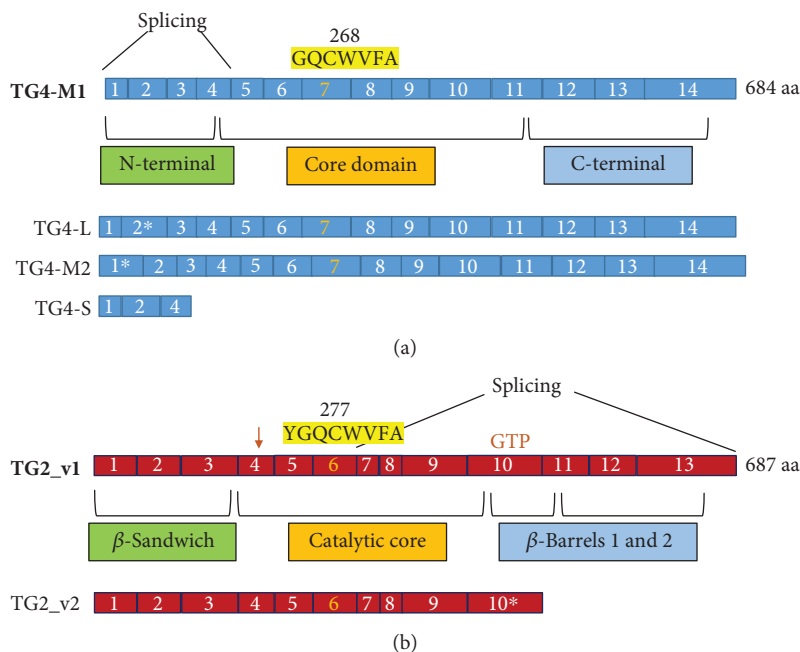 Splicing
268
GQCWVFA
TG4-M1 1 2 3 4 5 6 7 8 9 10 11 12 13 14 684 aa
N-terminal Core domain C-terminal
TG4-L 1 2* 3 4 5 6 7 8 9 10 11 12 13 14
TG4-M2 1* 2 3 4 5 6 7 8 9 10 11 12 13 14
TG4-S 1 2 4
(a)
Splicing
277
YGQCWVFA GTP
TG2_v1 1 2 3 4 5 6 7 8 9 10 11 12 13 687 aa
β-Sandwich Catalytic core β-Barrels 1 and 2
TG2_v2 1 2 3 4 5 6 7 8 9 10*
(b)